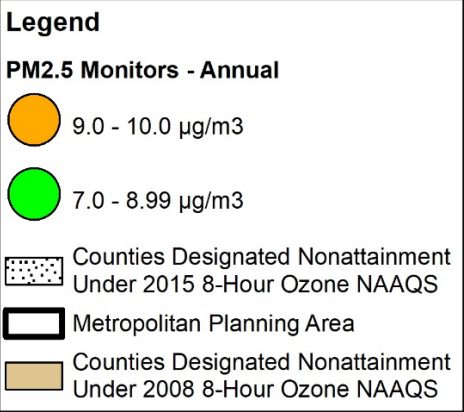 Legend
PM2.5 Monitors - Annual
9.0 - 10.0 µg/m3
7.0 - 8.99 µg/m3
Counties Designated Nonattainment
Under 2015 8-Hour Ozone NAAQS
Metropolitan Planning Area
Counties Designated Nonattainment
Under 2008 8-Hour Ozone NAAQS